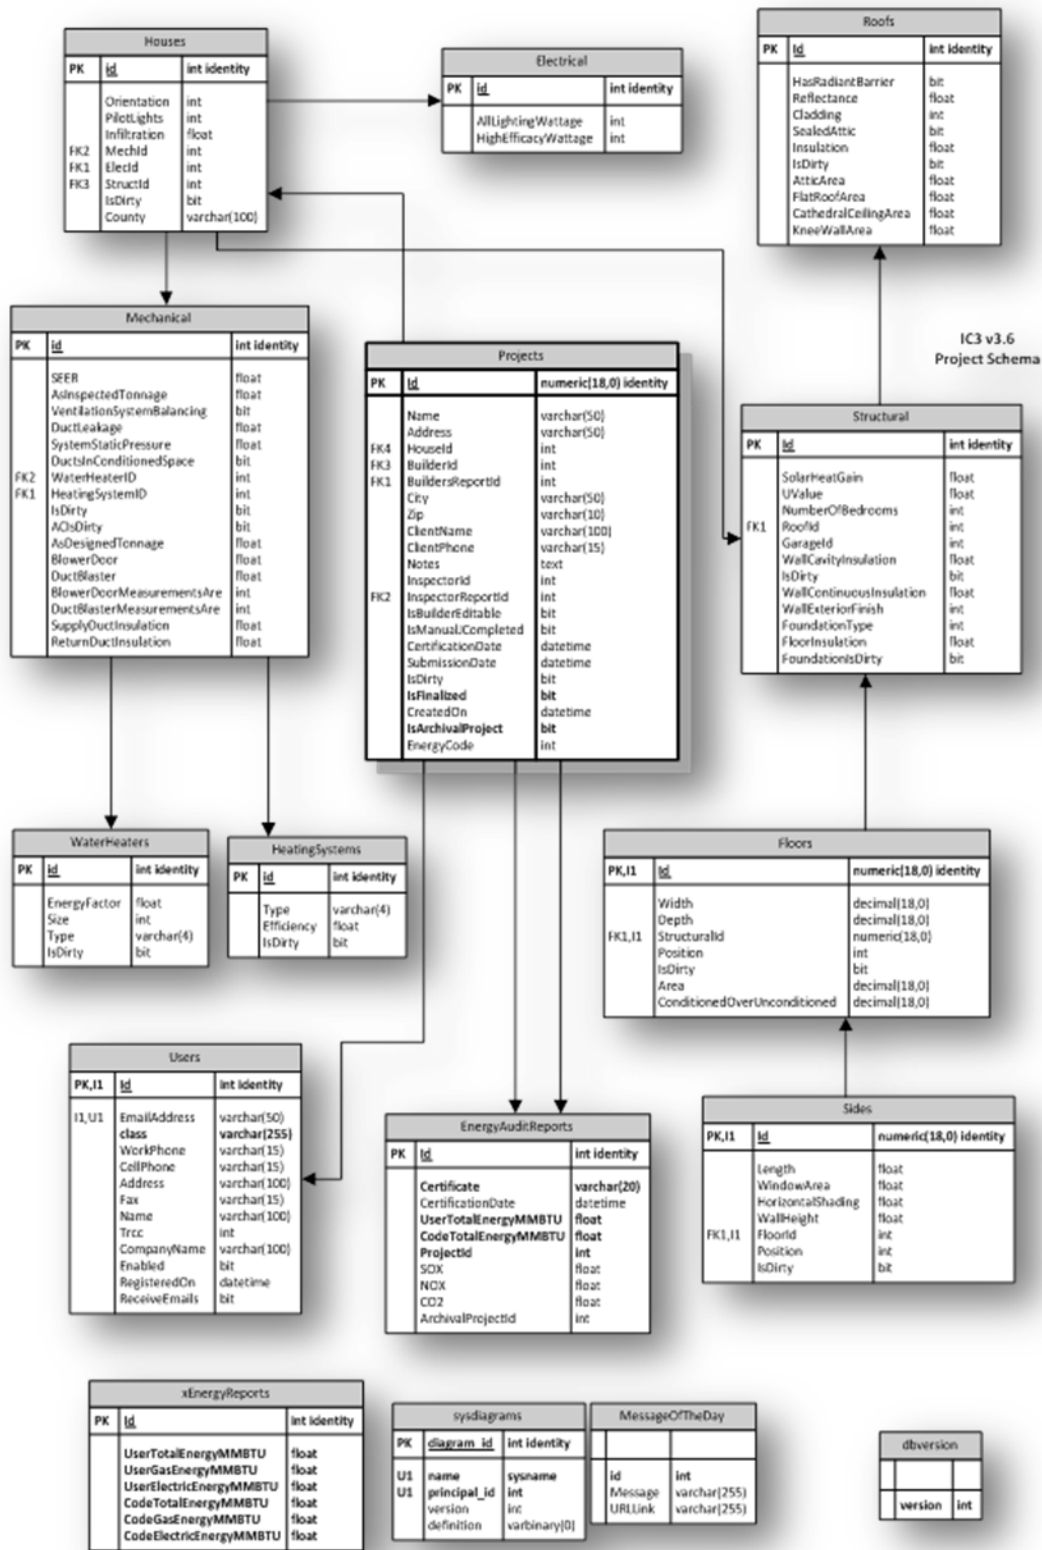 Houses
PK id int identity
Orientation int
PilotLights int
Infiltration float
FK2 MechId int
FK1 ElecId int
FK3 StructId int
IsDirty bit
County varchar(100)
Electrical
PK id int identity
AllLightingWattage int
HighEfficacyWattage int
Roofs
PK Id int identity
HasRadiantBarrier bit
Reflectance float
Cladding int
SealedAttic bit
Insulation float
IsDirty bit
AtticArea float
FlatRoofArea float
CathedralCeilingArea float
KneeWallArea float
IC3 v3.6
Project Schema
Mechanical
PK id int identity
SEER float
AsInspectedTonnage float
VentilationSystemBalancing bit
DuctLeakage float
SystemStaticPressure float
DuctsInConditionedSpace bit
FK2 WaterHeaterID int
FK1 HeatingSystemID int
IsDirty bit
ACIsDirty bit
AsDesignedTonnage float
BlowerDoor float
DuctBlaster float
BlowerDoorMeasurementsAre int
DuctBlasterMeasurementsAre int
SupplyDuctInsulation float
ReturnDuctInsulation float
Projects
PK Id numeric(18,0) identity
Name varchar(50)
Address varchar(50)
FK4 HouseId int
FK3 BuilderId int
FK1 BuildersReportId int
City varchar(50)
Zip varchar(10)
ClientName varchar(100)
ClientPhone varchar(15)
Notes text
InspectorId int
FK2 InspectorReportId int
IsBuilderEditable bit
IsManualJCompleted bit
CertificationDate datetime
SubmissionDate datetime
IsDirty bit
IsFinalized bit
CreatedOn datetime
IsArchivalProject bit
EnergyCode int
Structural
PK Id int identity
SolarHeatGain float
UValue float
NumberOfBedrooms int
FK1 RoofId int
GarageId int
WallCavityInsulation float
IsDirty bit
WallContinuousInsulation float
WallExteriorFinish int
FoundationType int
FloorInsulation float
FoundationIsDirty bit
WaterHeaters
PK id int identity
EnergyFactor float
Size int
Type varchar(4)
IsDirty bit
HeatingSystems
PK id int identity
Type varchar(4)
Efficiency float
IsDirty bit
Floors
PK,I1 Id numeric(18,0) identity
Width decimal(18,0)
Depth decimal(18,0)
FK1,I1 StructuralId numeric(18,0)
Position int
IsDirty bit
Area decimal(18,0)
ConditionedOverUnconditioned decimal(18,0)
Users
PK,I1 Id int identity
I1,U1 EmailAddress varchar(50)
class varchar(255)
WorkPhone varchar(15)
CellPhone varchar(15)
Address varchar(100)
Fax varchar(15)
Name varchar(100)
Trcc int
CompanyName varchar(100)
Enabled bit
RegisteredOn datetime
ReceiveEmails bit
EnergyAuditReports
PK Id int identity
Certificate varchar(20)
CertificationDate datetime
UserTotalEnergyMMBTU float
CodeTotalEnergyMMBTU float
ProjectId int
SOX float
NOX float
CO2 float
ArchivalProjectId int
Sides
PK,I1 Id numeric(18,0) identity
Length float
WindowArea float
HorizontalShading float
WallHeight float
FK1,I1 FloorId int
Position int
IsDirty bit
xEnergyReports
PK Id int identity
UserTotalEnergyMMBTU float
UserGasEnergyMMBTU float
UserElectricEnergyMMBTU float
CodeTotalEnergyMMBTU float
CodeGasEnergyMMBTU float
CodeElectricEnergyMMBTU float
sysdiagrams
PK diagram_id int identity
U1 name sysname
U1 principal_id int
version int
definition varbinary(0)
MessageOfTheDay
id int
Message varchar(255)
URLLink varchar(255)
dbversion
version int